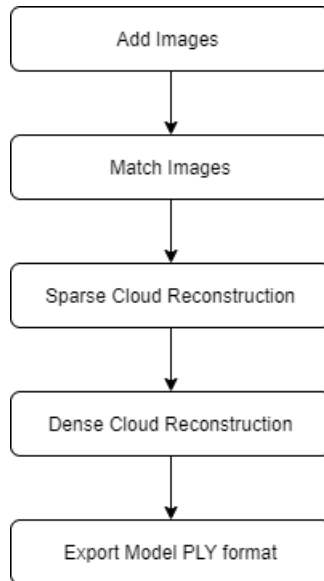 Add Images
Match Images
Sparse Cloud Reconstruction
Dense Cloud Reconstruction
Export Model PLY format